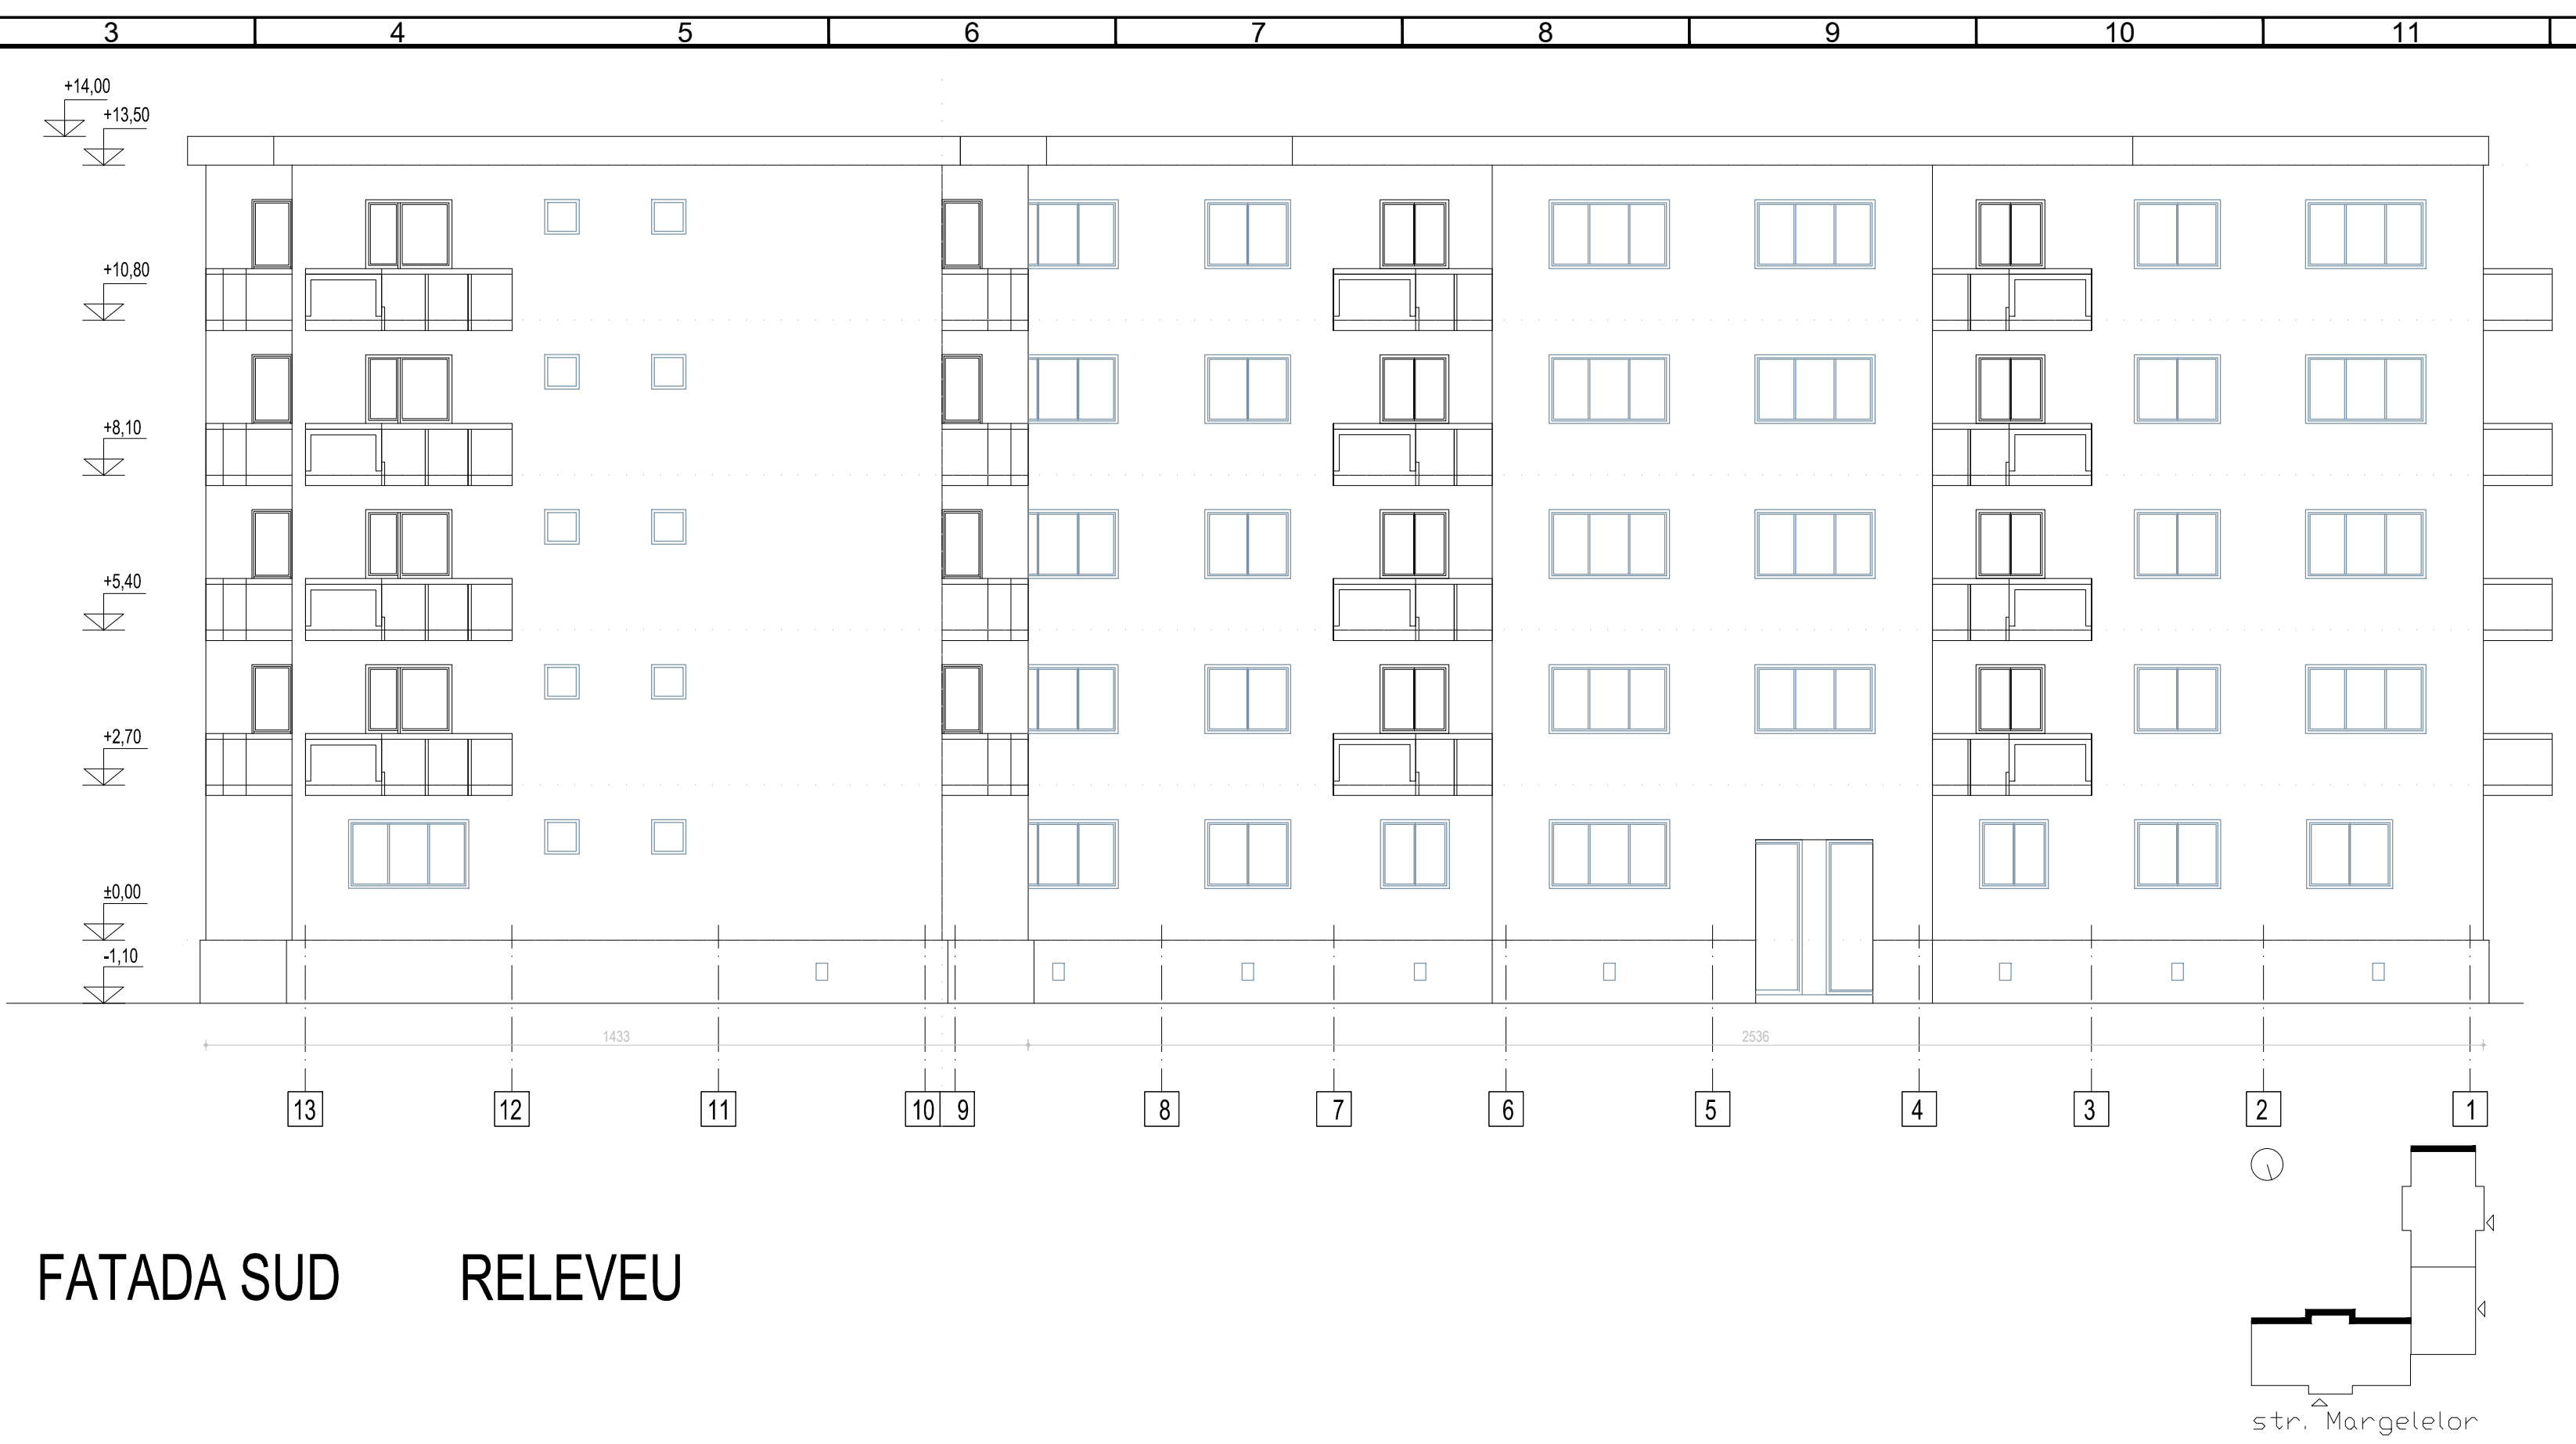 3 4 5 6 7 8 9 10 11
+14,00
+13,50
+10,80
+8,10
+5,40
+2,70
±0,00
-1,10
1433 2536
13 12 11 10 9 8 7 6 5 4 3 2 1
FATADA SUD RELEVEU
str. Margelelor